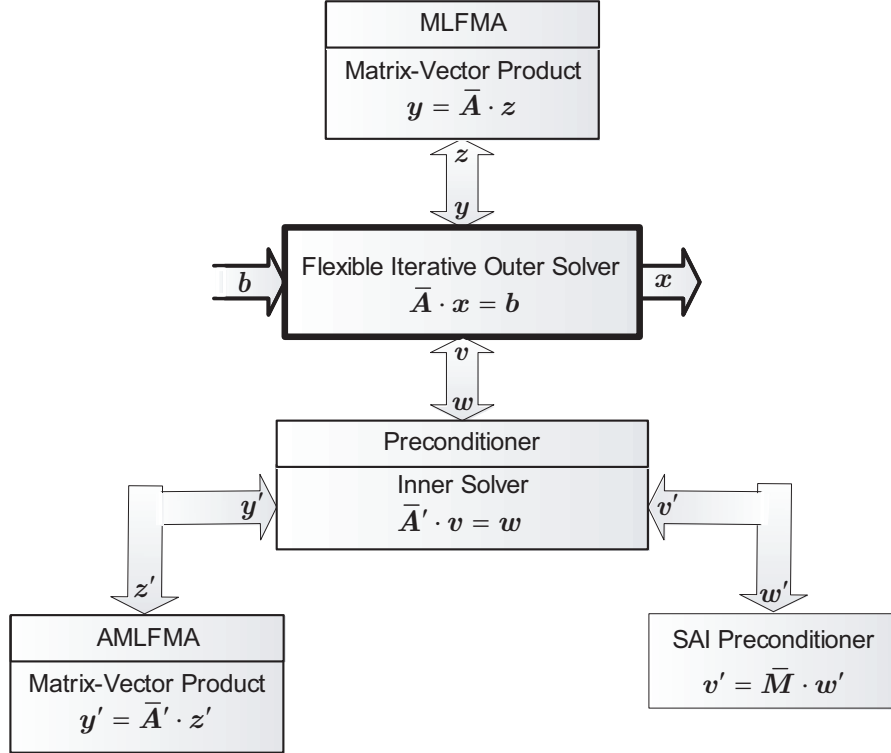 MLFMA
Matrix-Vector Product
y = A̅ · z
z
y
b
Flexible Iterative Outer Solver
A̅ · x = b
x
v
w
Preconditioner
Inner Solver
A̅′ · v = w
y′
v′
z′
w′
AMLFMA
Matrix-Vector Product
y′ = A̅′ · z′
SAI Preconditioner
v′ = M̅ · w′